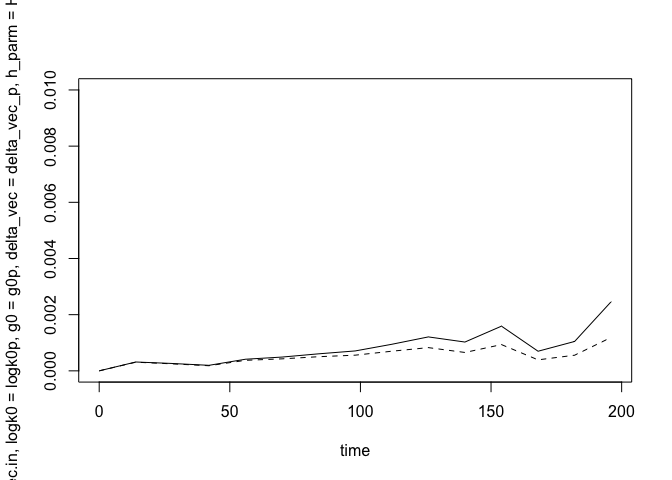 ec.in, logk0 = logk0p, g0 = g0p, delta_vec = delta_vec_p, h_parm = H
0.010
0.008
0.006
0.004
0.002
0.000
0 50 100 150 200
time